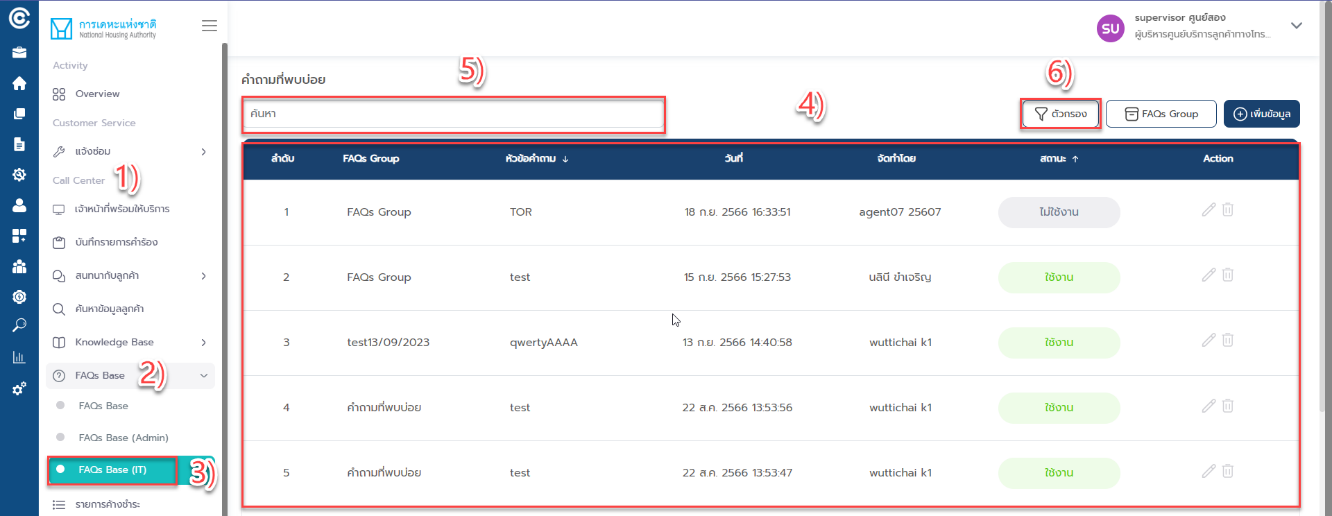 การเคหะแห่งชาติ
National Housing Authority
Activity
Overview
Customer Service
แจ้งซ่อม
1)
Call Center
เจ้าหน้าที่พร้อมให้บริการ
บันทึกรายการคำร้อง
สนทนากับลูกค้า
ค้นหาข้อมูลลูกค้า
Knowledge Base
FAQs Base
2)
FAQs Base
FAQs Base (Admin)
FAQs Base (IT)
3)
รายการค้างชำระ
SU
supervisor ศูนย์สอง
ผู้บริหารศูนย์บริการลูกค้าทางโทร...
คำถามที่พบบ่อย
5)
6)
ค้นหา
4)
ตัวกรอง
FAQs Group
เพิ่มข้อมูล
ลำดับ FAQs Group หัวข้อคำถาม ↓ วันที่ จัดทำโดย สถานะ ↑ Action
1 FAQs Group TOR 18 ก.ย. 2566 16:33:51 agent07 25607 ไม่ใช้งาน
2 FAQs Group test 15 ก.ย. 2566 15:27:53 นลินี ขำเจริญ ใช้งาน
3 test13/09/2023 qwertyAAAA 13 ก.ย. 2566 14:40:58 wuttichai k1 ใช้งาน
4 คำถามที่พบบ่อย test 22 ส.ค. 2566 13:53:56 wuttichai k1 ใช้งาน
5 คำถามที่พบบ่อย test 22 ส.ค. 2566 13:53:47 wuttichai k1 ใช้งาน